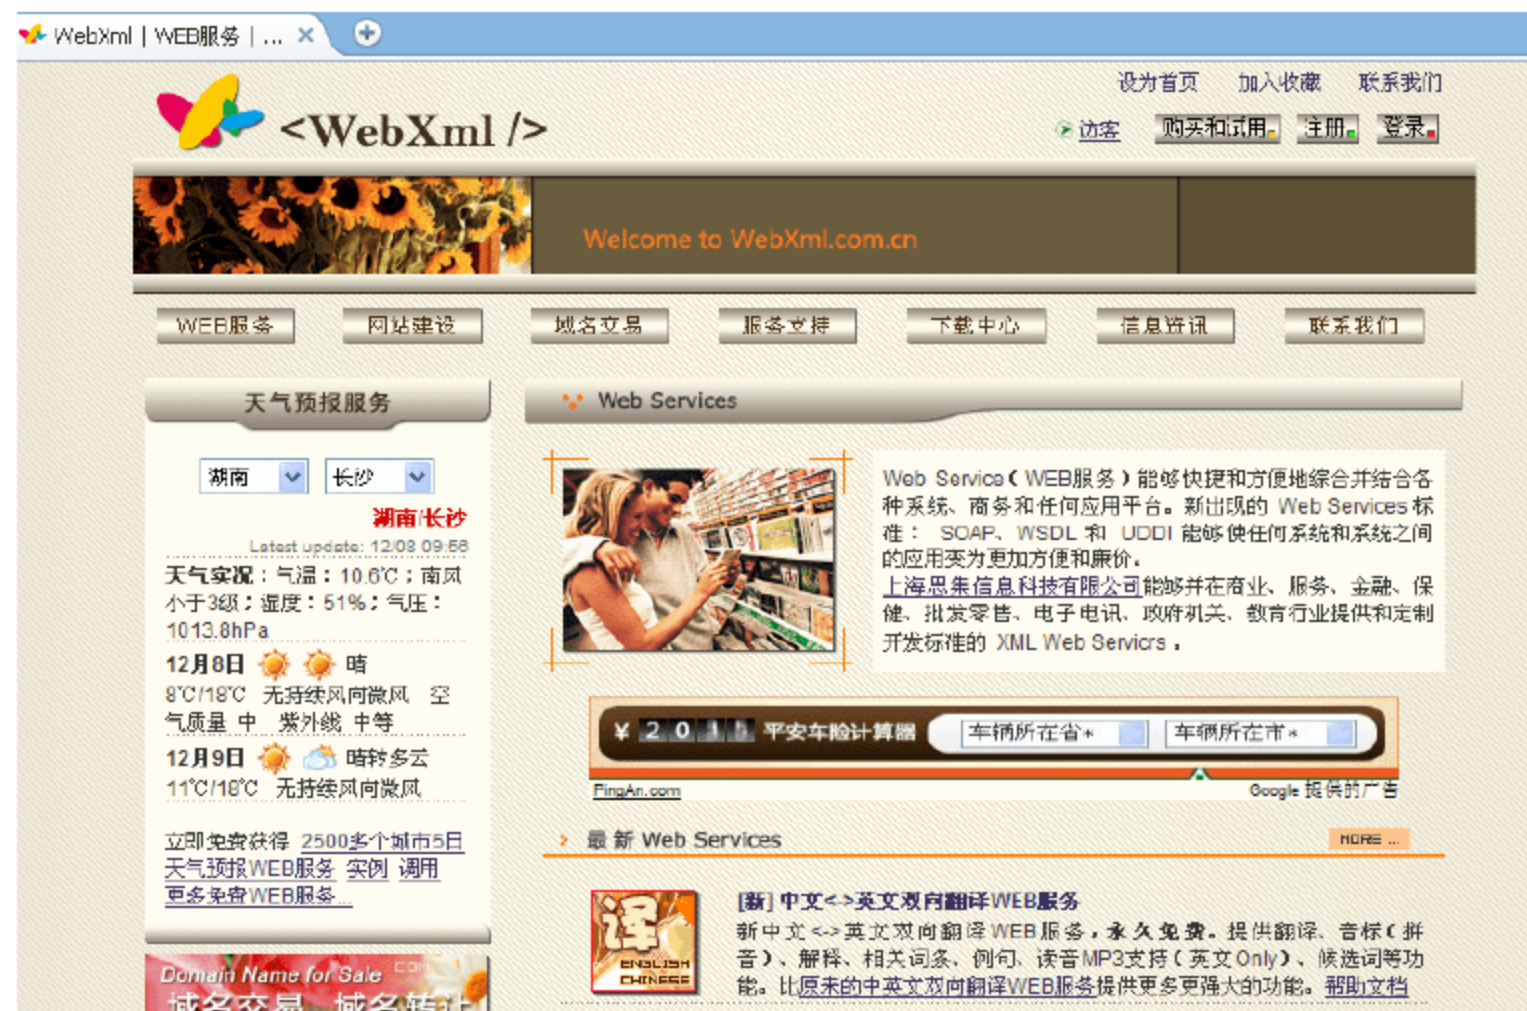 WebXml | WEB服务 | ...
设为首页 加入收藏 联系我们
<WebXml />
访客 购买和试用 注册 登录
Welcome to WebXml.com.cn
WEB服务 网站建设 域名交易 服务支持 下载中心 信息资讯 联系我们
天气预报服务
湖南 长沙
湖南/长沙
Latest update: 12/08 09:56
天气实况：气温：10.6℃；南风
小于3级；湿度：51%；气压：
1013.8hPa
12月8日 晴
8℃/18℃ 无持续风向微风 空
气质量 中 紫外线 中等
12月9日 晴转多云
11℃/18℃ 无持续风向微风
立即免费获得 2500多个城市5日
天气预报WEB服务 实例 调用
更多免费WEB服务...
Domain Name for Sale .COM
域名交易 域名转让
Web Services
Web Service（WEB服务）能够快捷和方便地综合并结合各
种系统、商务和任何应用平台。新出现的 Web Services 标
准： SOAP、WSDL 和 UDDI 能够使任何系统和系统之间
的应用变为更加方便和廉价。
上海思集信息科技有限公司能够并在商业、服务、金融、保
健、批发零售、电子电讯、政府机关、教育行业提供和定制
开发标准的 XML Web Servicrs 。
¥ 2 0 平安车险计算器 车辆所在省* 车辆所在市*
PingAn.com Google 提供的广告
最新 Web Services MORE ...
译
ENGLISH
CHINESE
[新] 中文<->英文双向翻译WEB服务
新中文<->英文双向翻译WEB服务，永久免费。提供翻译、音标（拼
音）、解释、相关词条、例句、读音MP3支持（英文Only）、候选词等功
能。比原来的中英文双向翻译WEB服务提供更多更强大的功能。帮助文档